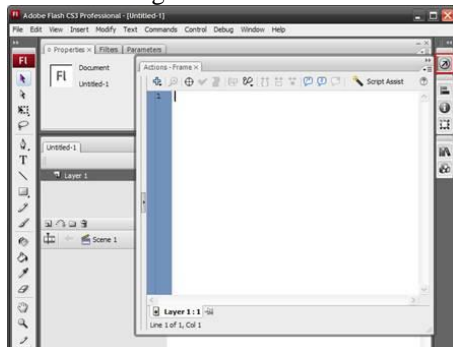 Adobe Flash CS3 Professional - [Untitled-1]
File Edit View Insert Modify Text Commands Control Debug Window Help
Properties × Filters Parameters
Fl
Document
Untitled-1
Actions - Frame ×
Script Assist
1
Untitled-1
Layer 1
Scene 1
Layer 1 : 1
Line 1 of 1, Col 1